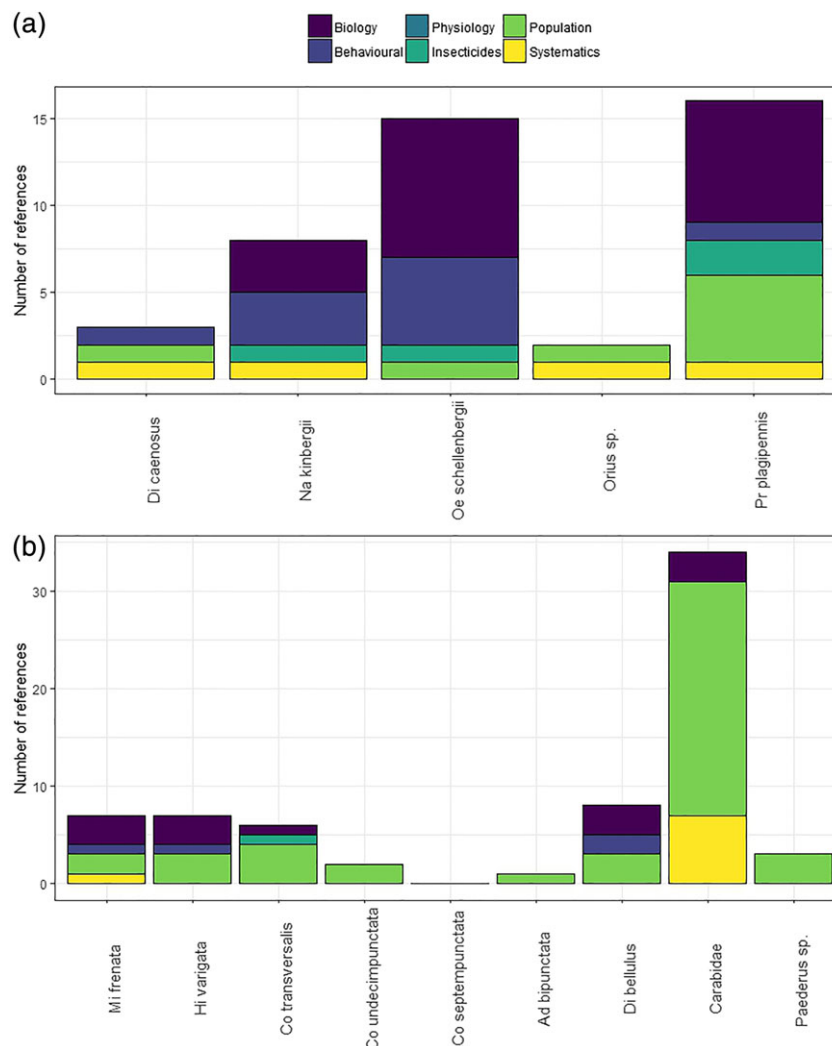 (a)
Biology Physiology Population
Behavioural Insecticides Systematics
Number of references
15
10
5
0
Di caenosus
Na kinbergii
Oe schellenbergii
Orius sp.
Pr plagipennis
(b)
Number of references
30
20
10
0
Mi frenata
Hi varigata
Co transversalis
Co undecimpunctata
Co septempunctata
Ad bipunctata
Di bellulus
Carabidae
Paederus sp.